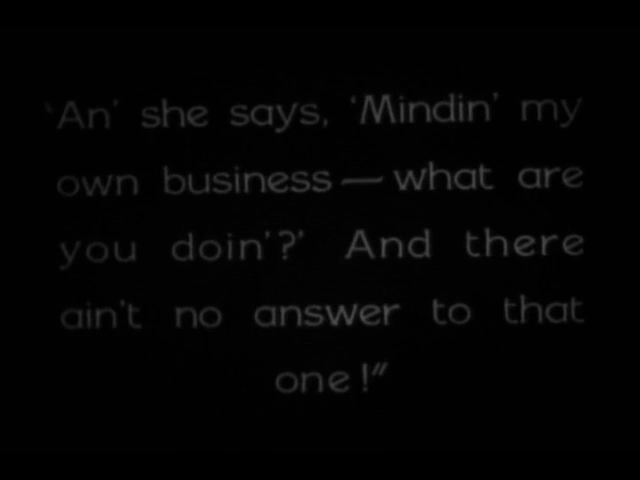 ‘An’ she says, ‘Mindin’ my
own business — what are
you doin’?’ And there
ain't no answer to that
one!”